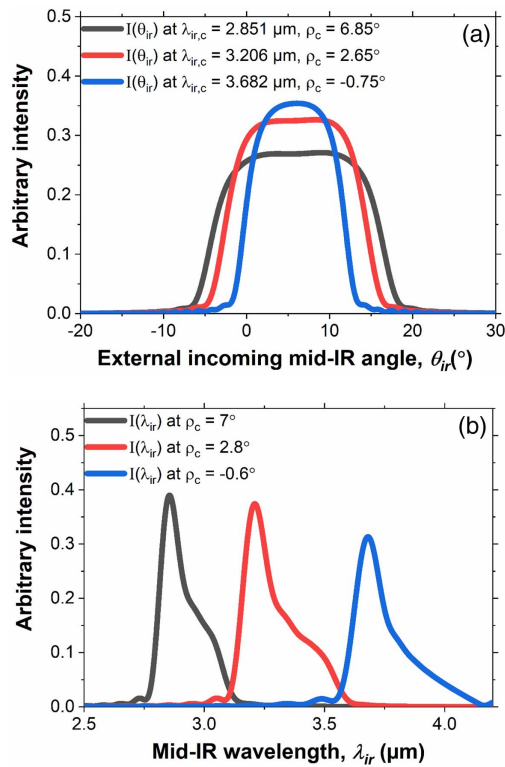 0.5
(a)
I(θir) at λir,c = 2.851 µm, ρc = 6.85°
I(θir) at λir,c = 3.206 µm, ρc = 2.65°
I(θir) at λir,c = 3.682 µm, ρc = -0.75°
0.4
0.3
0.2
0.1
0.0
Arbitrary intensity
-20 -10 0 10 20 30
External incoming mid-IR angle, θir(°)
(b)
0.5
I(λir) at ρc = 7°
I(λir) at ρc = 2.8°
I(λir) at ρc = -0.6°
0.4
0.3
0.2
0.1
0.0
Arbitrary intensity
2.5 3.0 3.5 4.0
Mid-IR wavelength, λir (µm)